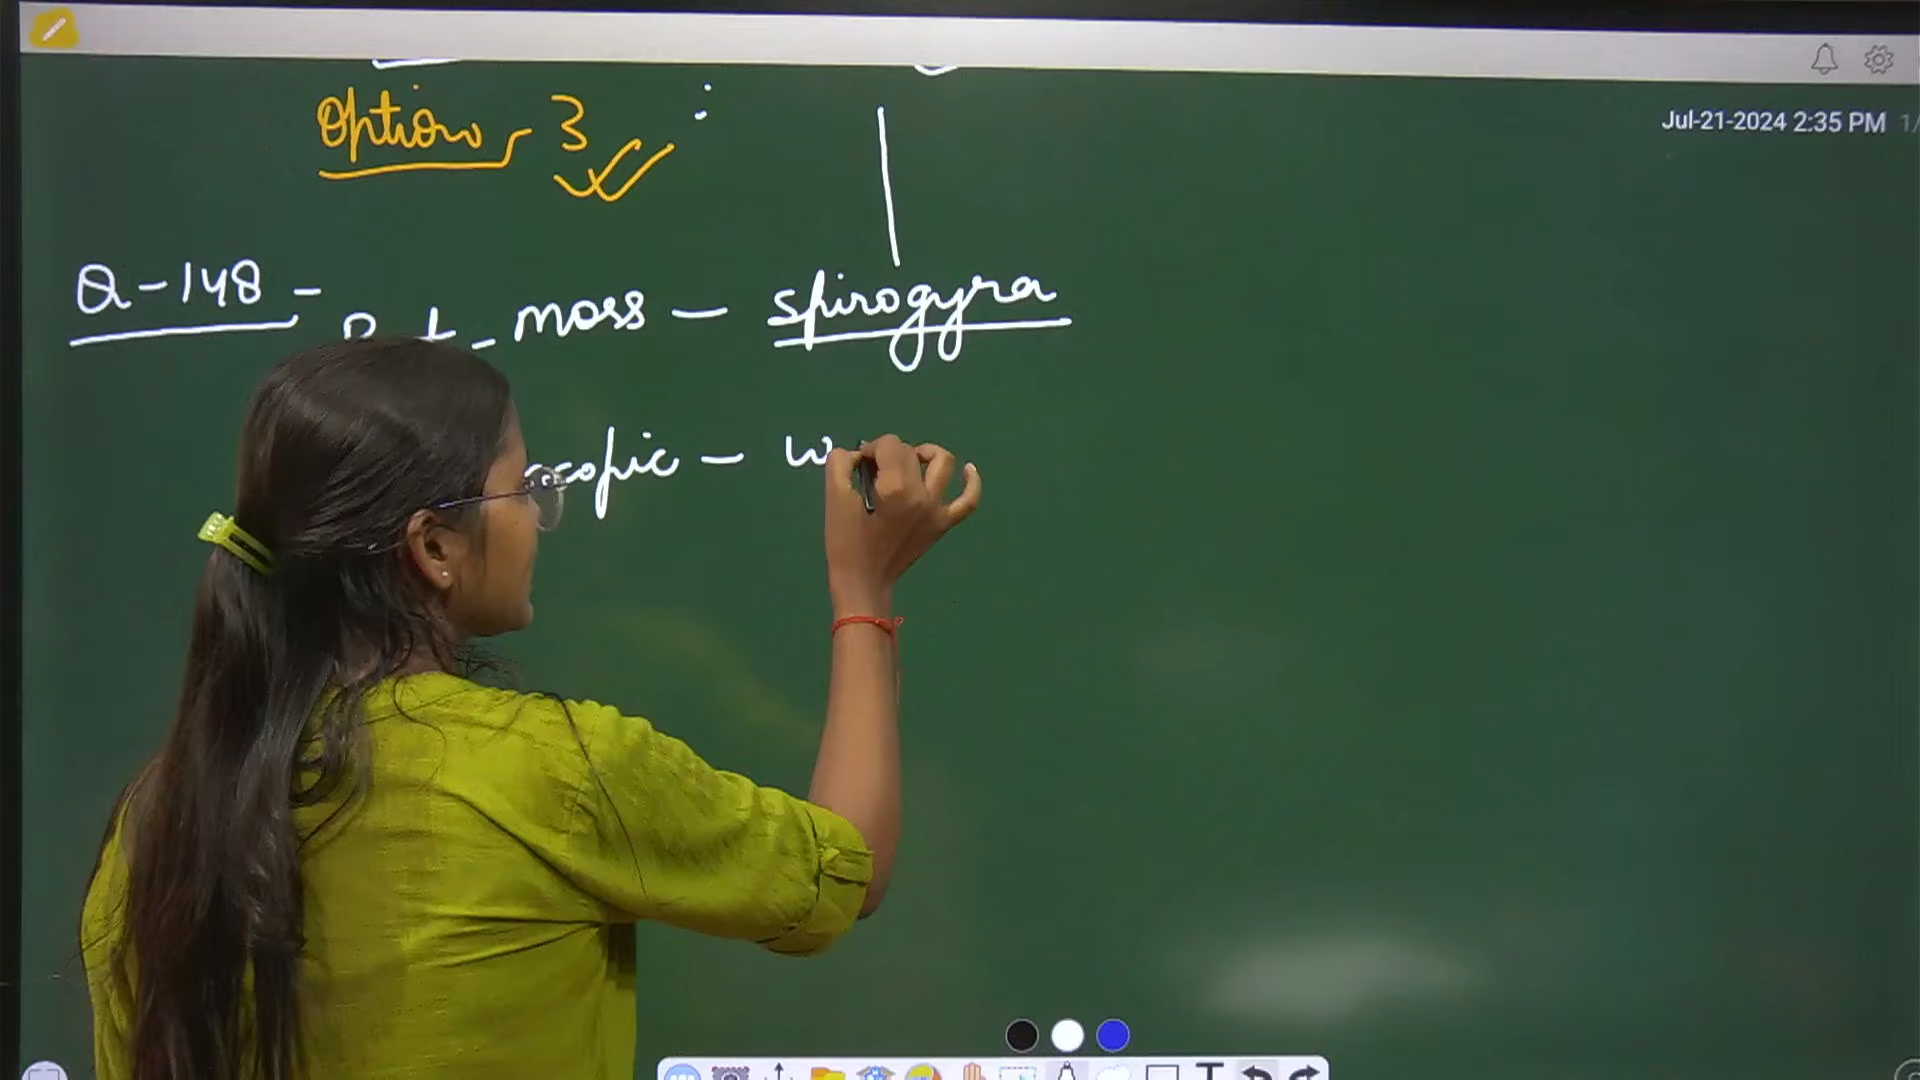 Jul-21-2024 2:35 PM
Option - 3
Q-148 -
moss - spirogyra